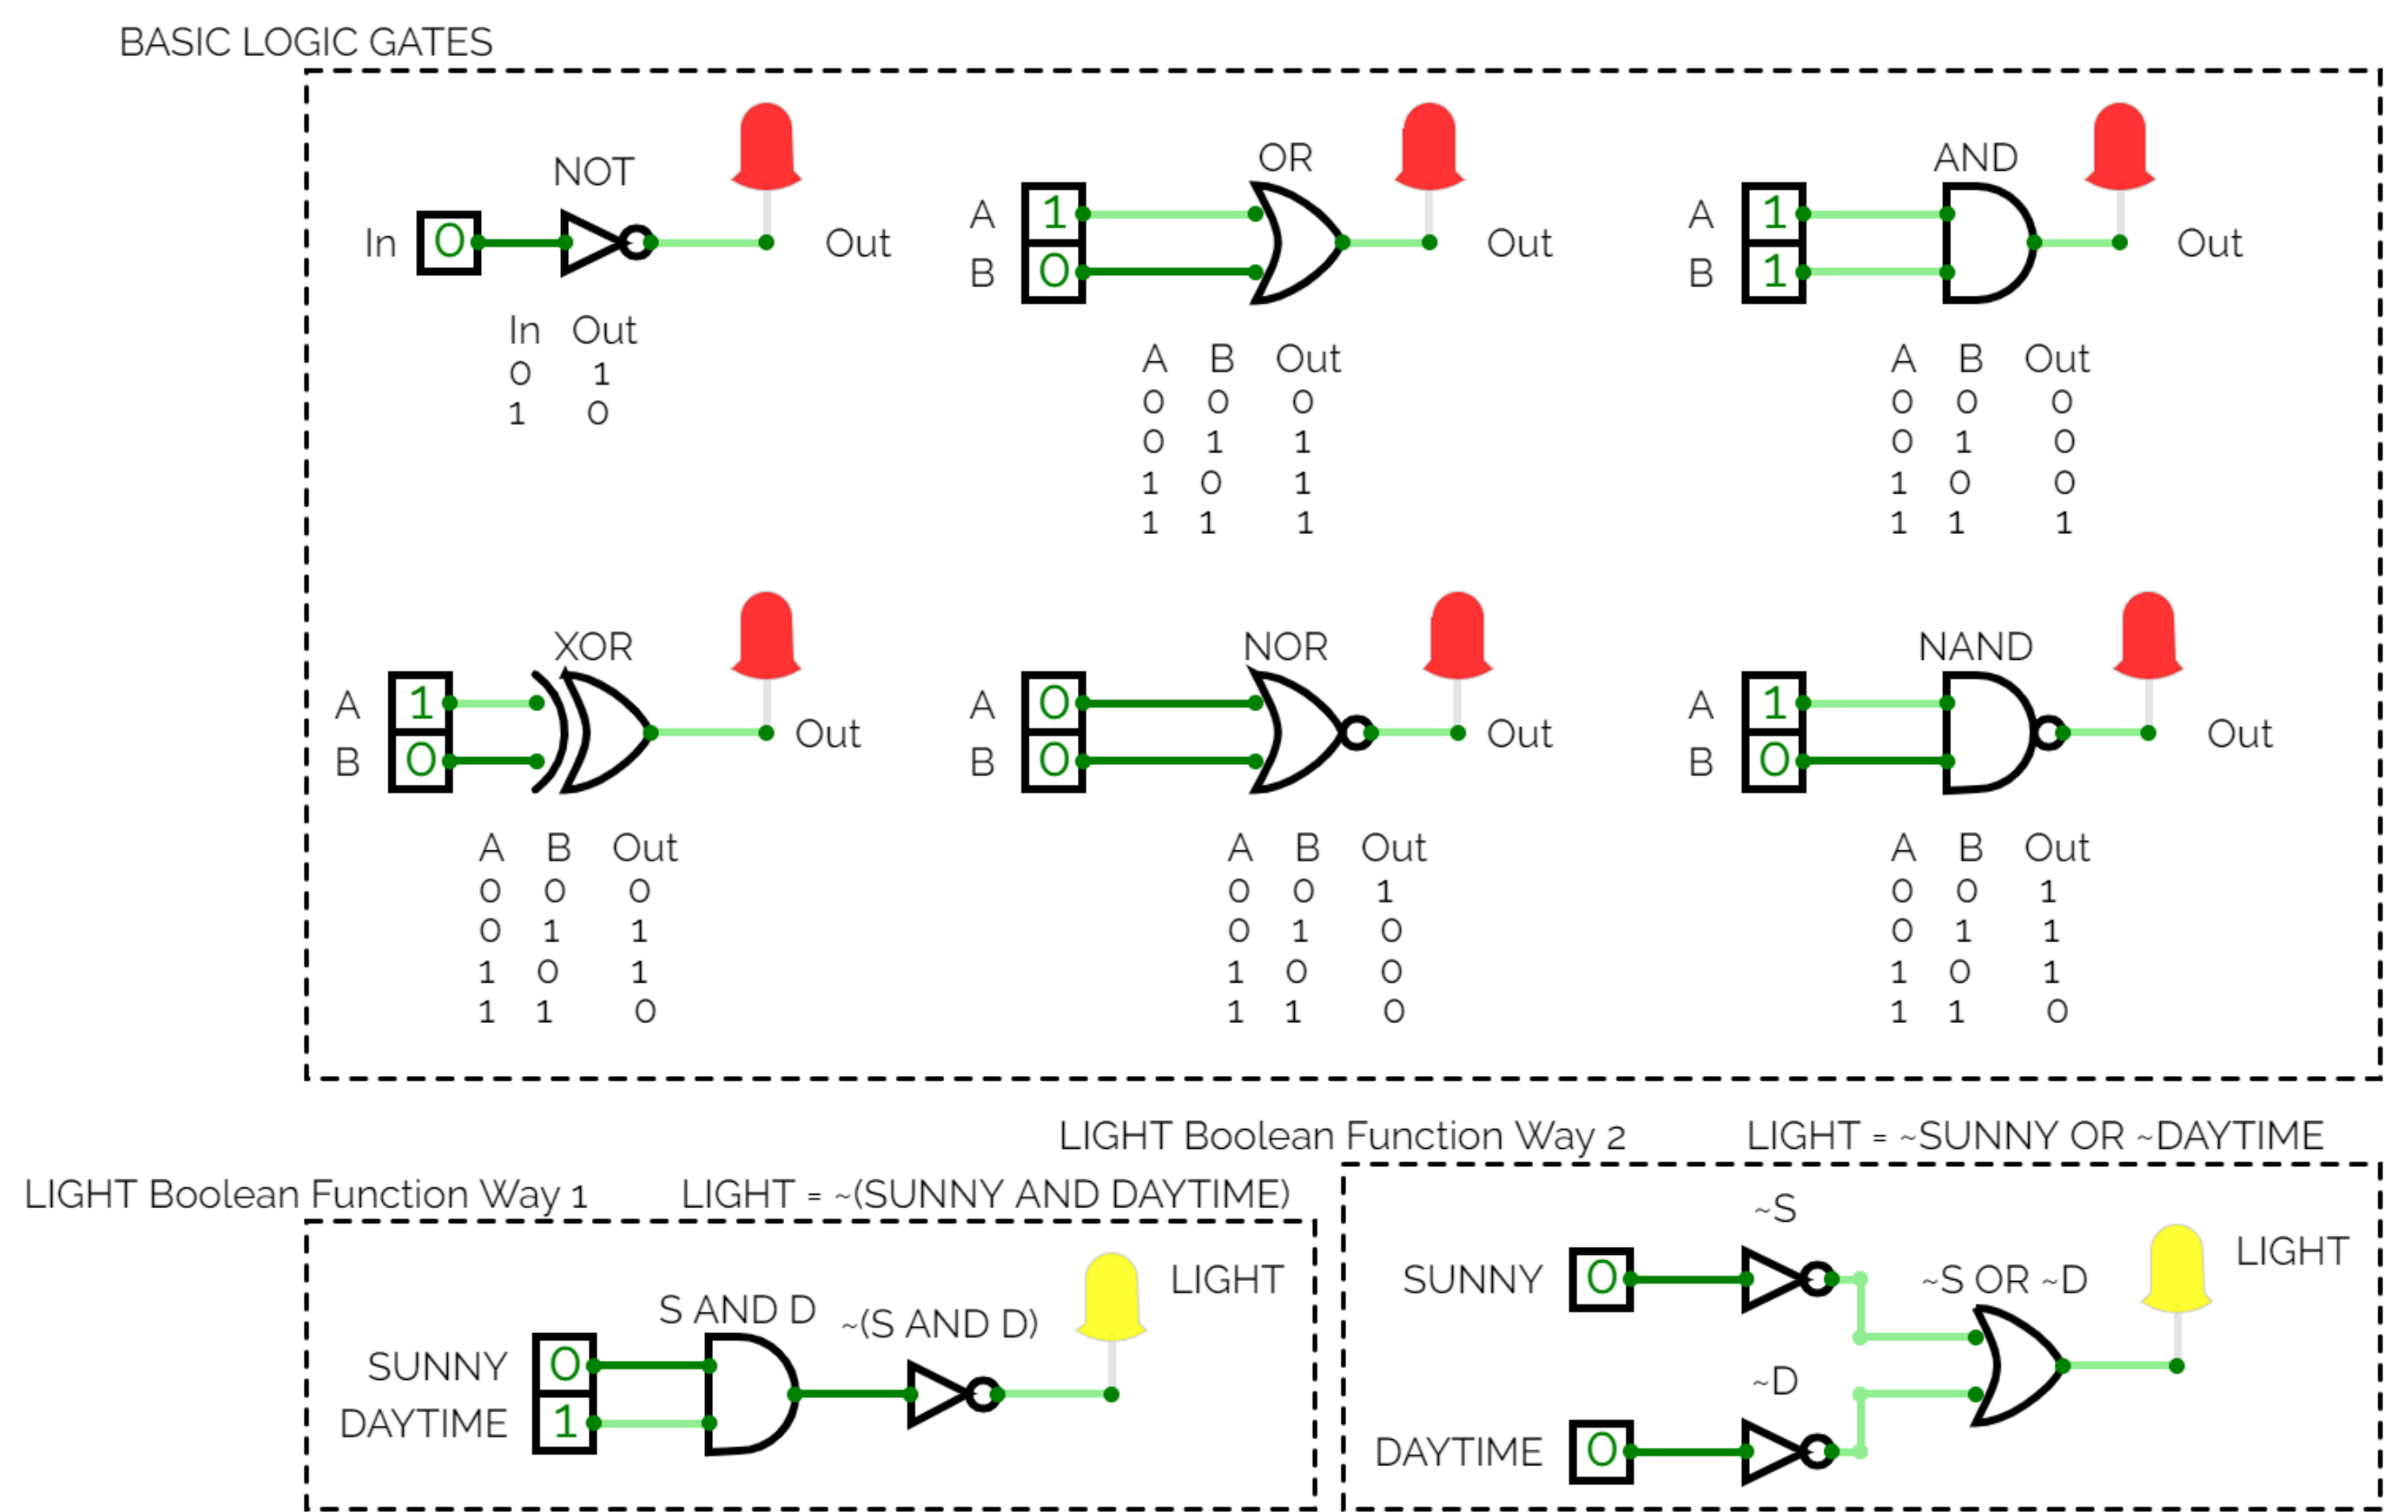 BASIC LOGIC GATES
NOT
In 0 Out
In Out
0 1
1 0
OR
A 1
B 0
Out
A B Out
0 0 0
0 1 1
1 0 1
1 1 1
AND
A 1
B 1
Out
A B Out
0 0 0
0 1 0
1 0 0
1 1 1
XOR
A 1
B 0
Out
A B Out
0 0 0
0 1 1
1 0 1
1 1 0
NOR
A 0
B 0
Out
A B Out
0 0 1
0 1 0
1 0 0
1 1 0
NAND
A 1
B 0
Out
A B Out
0 0 1
0 1 1
1 0 1
1 1 0
LIGHT Boolean Function Way 1 LIGHT = ~(SUNNY AND DAYTIME)
S AND D ~(S AND D) LIGHT
SUNNY 0
DAYTIME 1
LIGHT Boolean Function Way 2 LIGHT = ~SUNNY OR ~DAYTIME
~S
SUNNY 0 ~S OR ~D LIGHT
~D
DAYTIME 0